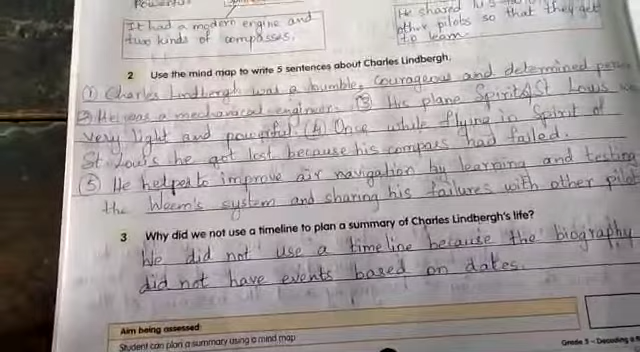 Powerful
It had a modern engine and
two kinds of compasses.
He shared his
other pilots so that they get
to learn.
2 Use the mind map to write 5 sentences about Charles Lindbergh.
① Charles Lindbergh was a humble, courageous and determined
② He was a mechanical engineer. ③ His plane Spirit of St Louis
very light and powerful. (4) Once while flying in Spirit of
St. Louis he got lost because his compass had failed.
⑤ He helped to improve air navigation by learning and testing
the Weem's system and sharing his failures with other pilot
3 Why did we not use a timeline to plan a summary of Charles Lindbergh's life?
We did not use a timeline because the biography
did not have events based on dates.
Aim being assessed:
Student can plan a summary using a mind map
Grade 5 – Decoding